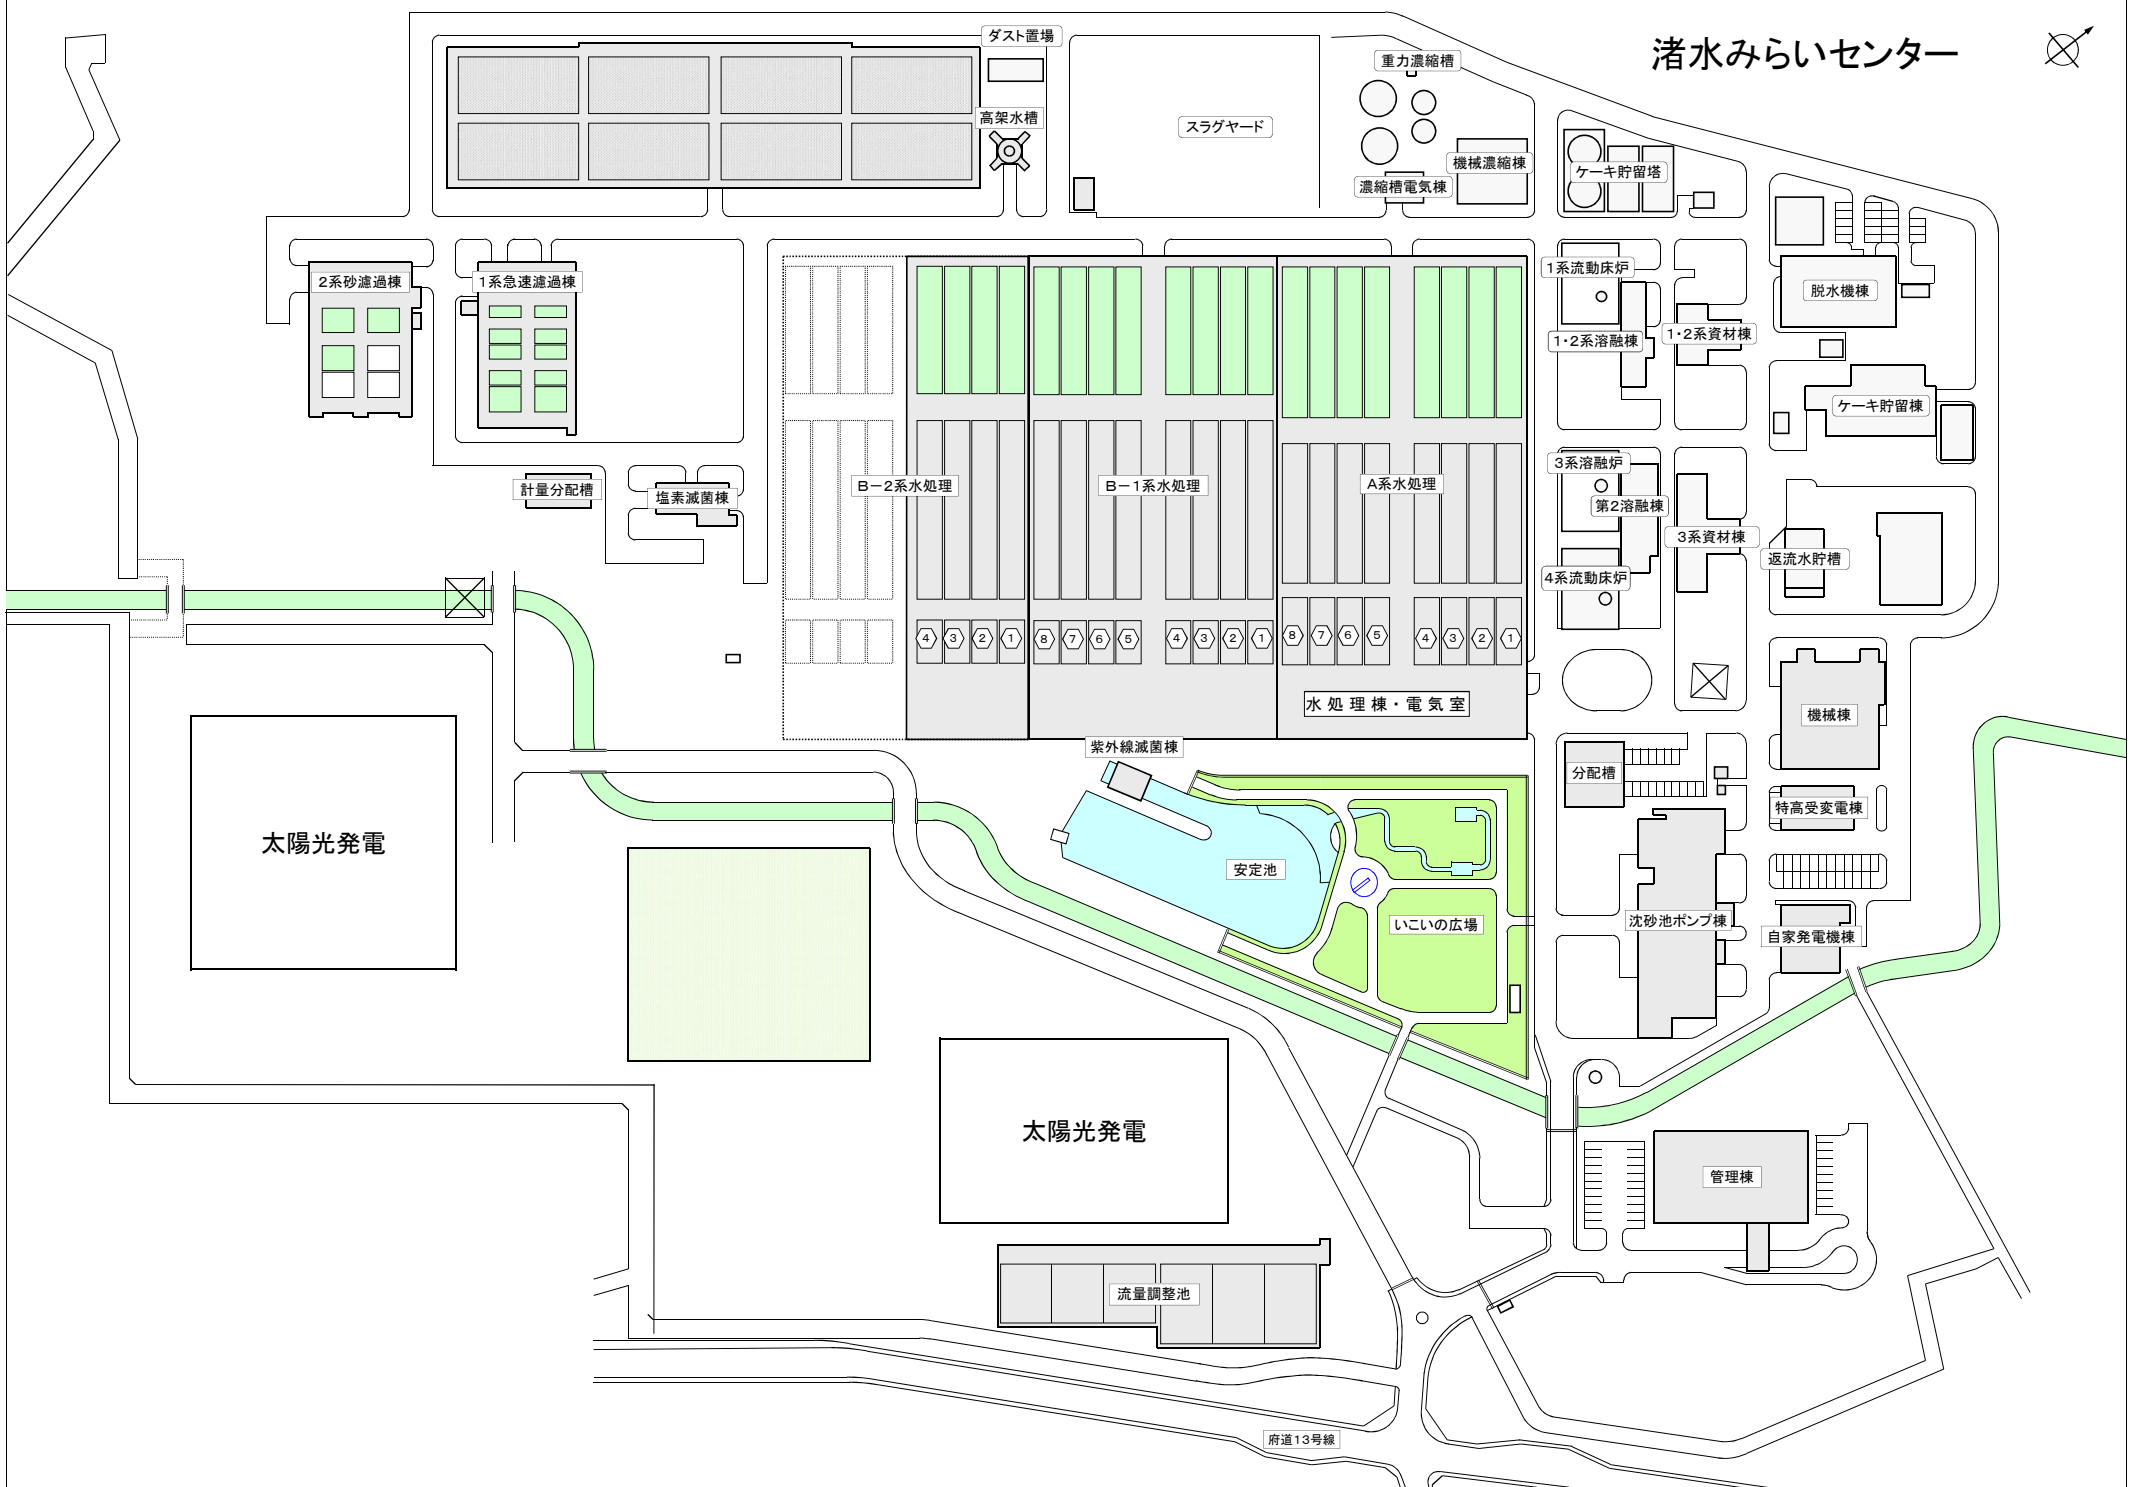 渚水みらいセンター
ダスト置場
重力濃縮槽
高架水槽
スラグヤード
機械濃縮棟
ケーキ貯留塔
濃縮槽電気棟
2系砂濾過棟
1系急速濾過棟
1系流動床炉
脱水機棟
1・2系溶融棟
1・2系資材棟
ケーキ貯留棟
計量分配槽
塩素滅菌棟
B-2系水処理
B-1系水処理
A系水処理
3系溶融炉
第2溶融棟
3系資材棟
返流水貯槽
4系流動床炉
4 3 2 1
8 7 6 5
4 3 2 1
8 7 6 5
4 3 2 1
水処理棟・電気室
機械棟
紫外線滅菌棟
分配槽
特高受変電棟
太陽光発電
安定池
いこいの広場
沈砂池ポンプ棟
自家発電機棟
太陽光発電
管理棟
流量調整池
府道13号線